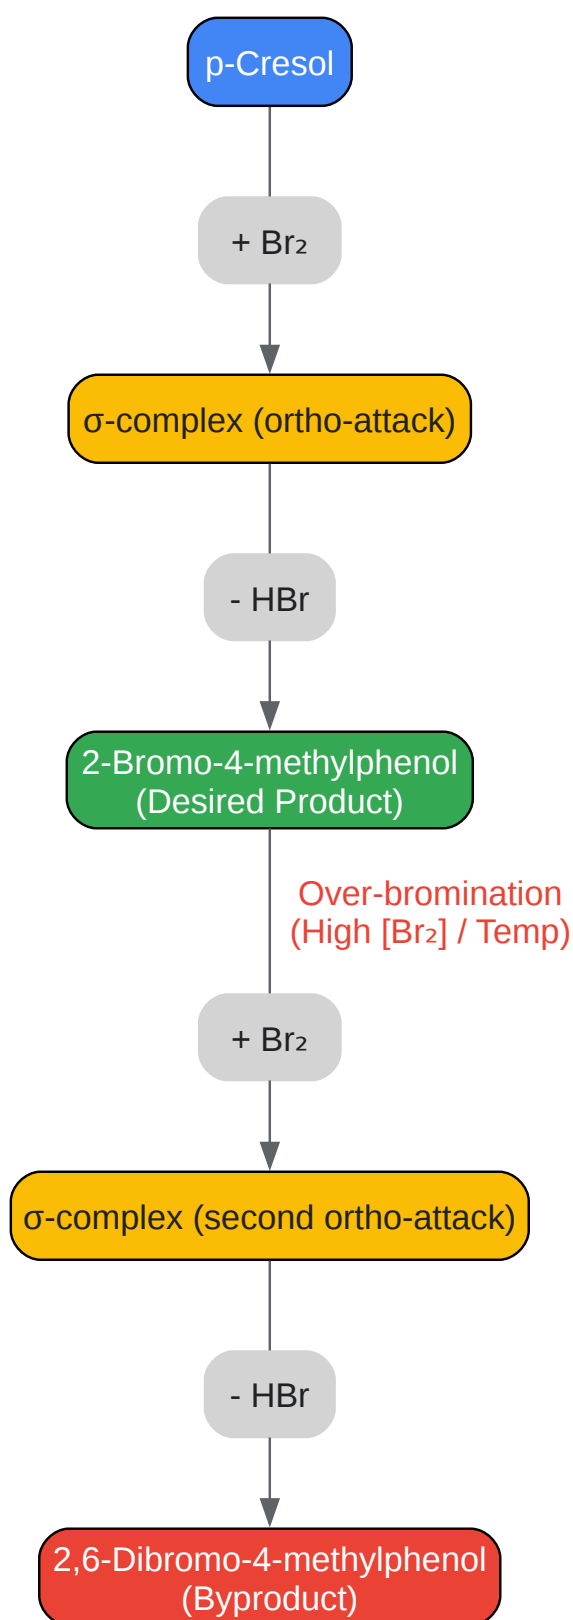 p-Cresol
+ Br₂
σ-complex (ortho-attack)
- HBr
2-Bromo-4-methylphenol
(Desired Product)
Over-bromination
(High [Br₂] / Temp)
+ Br₂
σ-complex (second ortho-attack)
- HBr
2,6-Dibromo-4-methylphenol
(Byproduct)